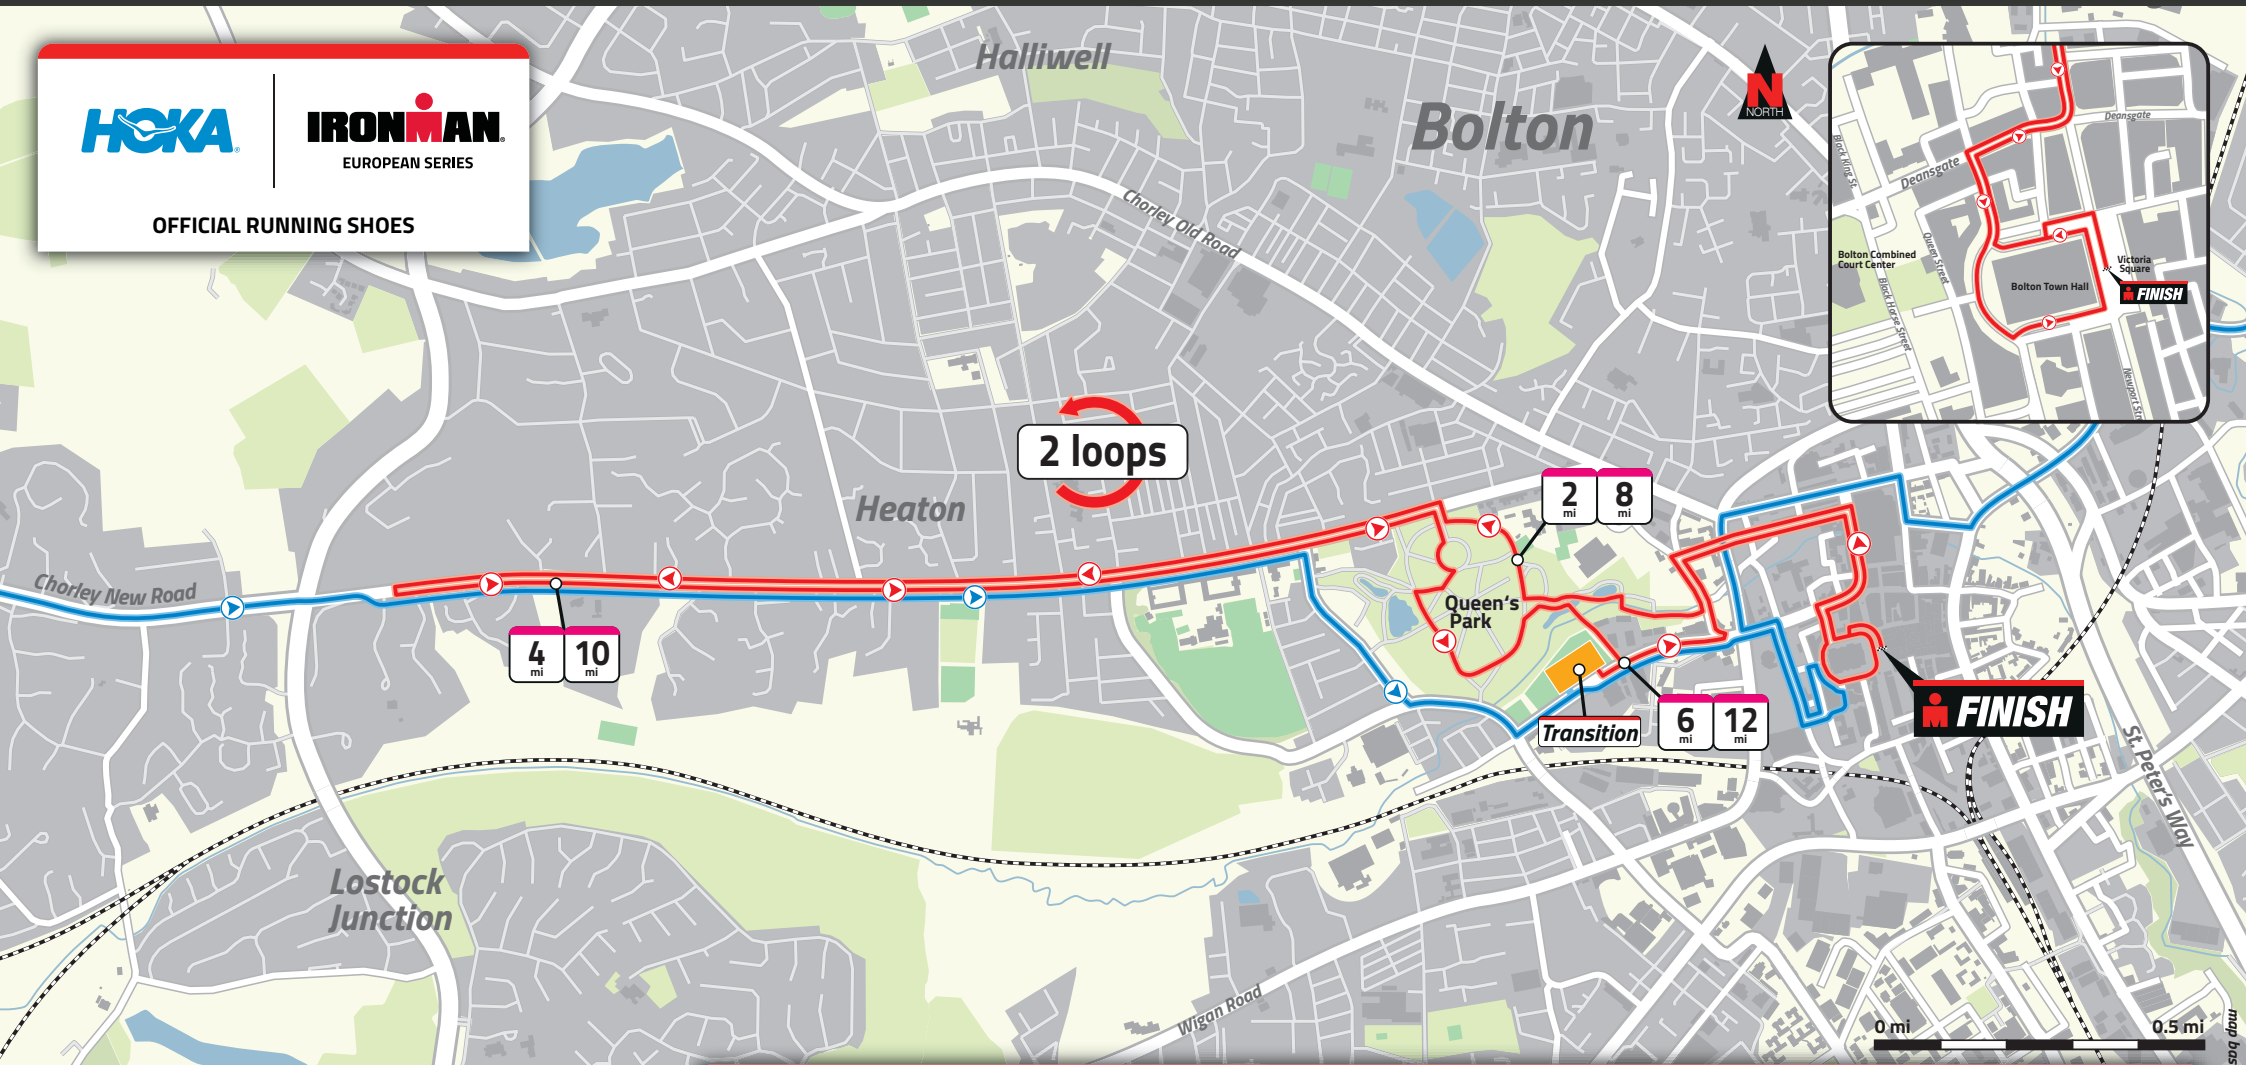 HOKA
IRONMAN
EUROPEAN SERIES
OFFICIAL RUNNING SHOES
Halliwell
Bolton
N
NORTH
Chorley Old Road
Deansgate
Deansgate
Black King St.
Queen Street
Black Horse Street
Bolton Combined
Court Center
Victoria
Square
Bolton Town Hall
FINISH
2 loops
Heaton
2
mi
8
mi
Chorley New Road
4
mi
10
mi
Queen's
Park
Transition
6
mi
12
mi
FINISH
St. Peter's Way
Lostock
Junction
Wigan Road
0 mi
0.5 mi